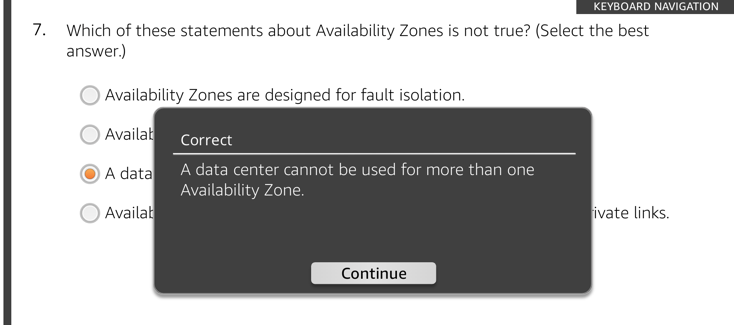 KEYBOARD NAVIGATION
7. Which of these statements about Availability Zones is not true? (Select the best
answer.)
Availability Zones are designed for fault isolation.
Availab
Correct
A data
A data center cannot be used for more than one
Availability Zone.
Availab
ivate links.
Continue